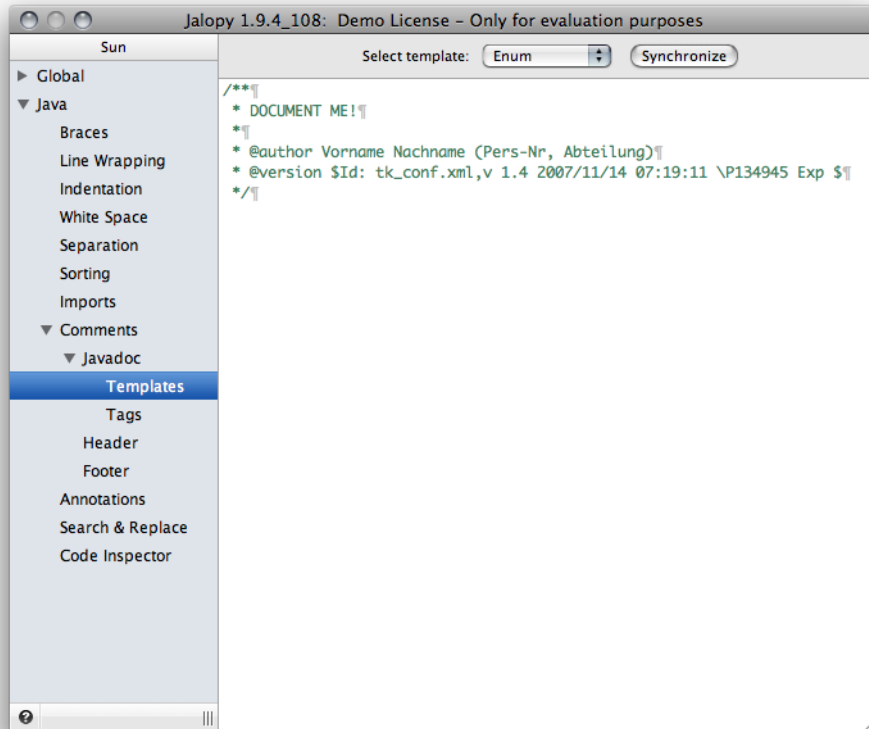 Jalopy 1.9.4_108: Demo License – Only for evaluation purposes
Sun
Select template: Enum Synchronize
Global
Java
Braces
Line Wrapping
Indentation
White Space
Separation
Sorting
Imports
Comments
Javadoc
Templates
Tags
Header
Footer
Annotations
Search & Replace
Code Inspector
/**¶
* DOCUMENT ME!¶
*¶
* @author Vorname Nachname (Pers-Nr, Abteilung)¶
* @version $Id: tk_conf.xml,v 1.4 2007/11/14 07:19:11 \P134945 Exp $¶
*/¶
?